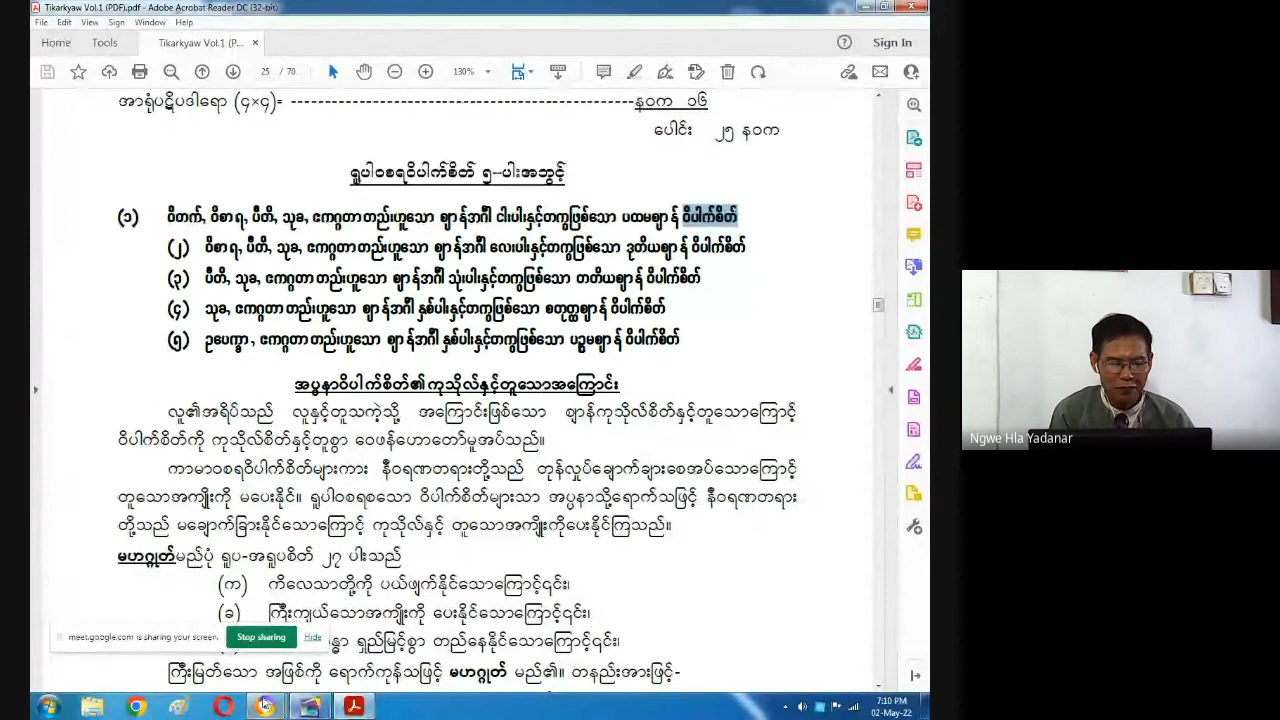 Tikarkyaw Vol.1 (PDF).pdf - Adobe Acrobat Reader DC (32-bit)
File Edit View Sign Window Help
Home Tools Tikarkyaw Vol.1 (P... × Sign In
25 / 70 130%
အာရုံပဋိပဒါရော (၄×၄)= ---------------------------------------------------နဝက ၁၆
ပေါင်း ၂၅ နဝက
ရူပါဝစရဝိပါက်စိတ် ၅-ပါးအဘွင့်
(၁) ဝိတက်, ဝိစာရ, ပီတိ, သုခ, ဧကဂ္ဂတာတည်းဟူသော ဈာန်အင်္ဂါ ငါးပါးနှင့်တကွဖြစ်သော ပထမဈာန် ဝိပါက်စိတ်
(၂) ဝိစာရ, ပီတိ, သုခ, ဧကဂ္ဂတာတည်းဟူသော ဈာန်အင်္ဂါ လေးပါးနှင့်တကွဖြစ်သော ဒုတိယဈာန် ဝိပါက်စိတ်
(၃) ပီတိ, သုခ, ဧကဂ္ဂတာတည်းဟူသော ဈာန်အင်္ဂါ သုံးပါးနှင့်တကွဖြစ်သော တတိယဈာန် ဝိပါက်စိတ်
(၄) သုခ, ဧကဂ္ဂတာတည်းဟူသော ဈာန်အင်္ဂါ နှစ်ပါးနှင့်တကွဖြစ်သော စတုတ္ထဈာန် ဝိပါက်စိတ်
(၅) ဥပေက္ခာ, ဧကဂ္ဂတာတည်းဟူသော ဈာန်အင်္ဂါ နှစ်ပါးနှင့်တကွဖြစ်သော ပဉ္စမဈာန် ဝိပါက်စိတ်
အပ္ပနာဝိပါက်စိတ်၏ ကုသိုလ်နှင့်တူသောအကြောင်း
လူ၏အရိပ်သည် လူနှင့်တူသကဲ့သို့ အကြောင်းဖြစ်သော ဈာန်ကုသိုလ်စိတ်နှင့်တူသောကြောင့်
ဝိပါက်စိတ်ကို ကုသိုလ်စိတ်နှင့်တူစွာ ဝေဖန်ဟောတော်မူအပ်သည်။
ကာမာဝစရဝိပါက်စိတ်များကား နီဝရဏတရားတို့သည် တုန်လှုပ်ချောက်ချားစေအပ်သောကြောင့်
တူသောအကျိုးကို မပေးနိုင်။ ရူပါဝစရစသော ဝိပါက်စိတ်များသာ အပ္ပနာသို့ရောက်သဖြင့် နီဝရဏတရား
တို့သည် မချောက်ခြားနိုင်သောကြောင့် ကုသိုလ်နှင့် တူသောအကျိုးကိုပေးနိုင်ကြသည်။
မဟဂ္ဂုတ်မည်ပုံ ရူပ-အရူပစိတ် ၂၇ ပါးသည်
(က) ကိလေသာတို့ကို ပယ်ဖျက်နိုင်သောကြောင့်၎င်း၊
(ခ) ကြီးကျယ်သောအကျိုးကို ပေးနိုင်သောကြောင့်၎င်း၊
ရှည်မြင့်စွာ တည်နေနိုင်သောကြောင့်၎င်း၊
ကြီးမြတ်သော အဖြစ်ကို ရောက်ကုန်သဖြင့် မဟဂ္ဂုတ် မည်၏။ တနည်းအားဖြင့်-
meet.google.com is sharing your screen. Stop sharing Hide
Ngwe Hla Yadanar
7:10 PM
02-May-22